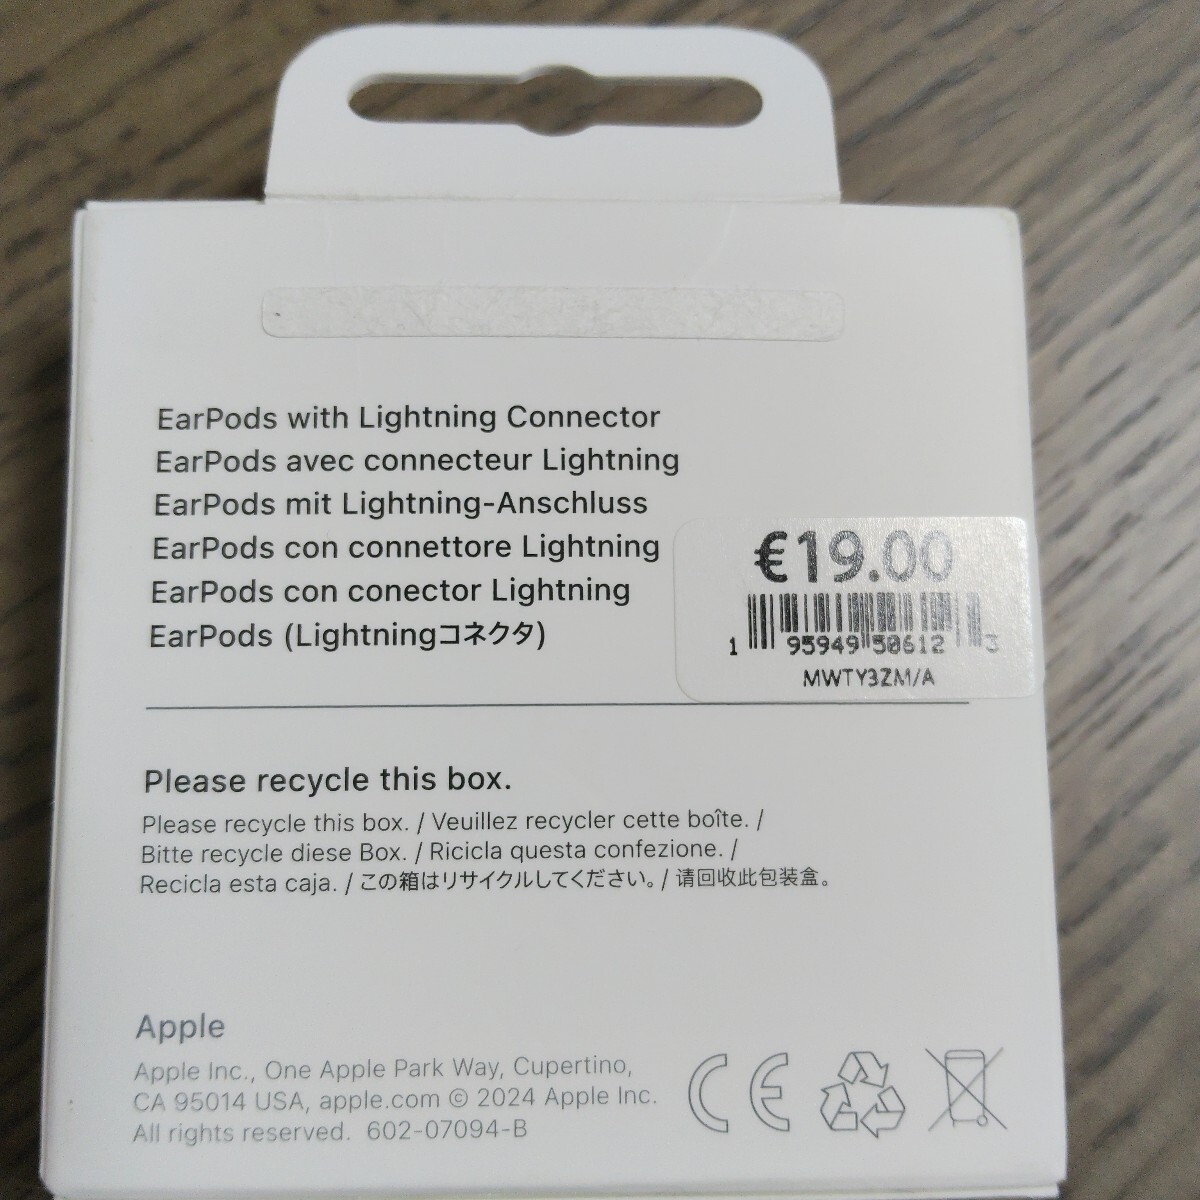 EarPods with Lightning Connector
EarPods avec connecteur Lightning
EarPods mit Lightning-Anschluss
EarPods con connettore Lightning
EarPods con conector Lightning
EarPods (Lightningコネクタ)
€19.00
1 95949 50612 3
MWTY3ZM/A
Please recycle this box.
Please recycle this box. / Veuillez recycler cette boîte. /
Bitte recycle diese Box. / Ricicla questa confezione. /
Recicla esta caja. / この箱はリサイクルしてください。 / 请回收此包装盒。
Apple
Apple Inc., One Apple Park Way, Cupertino,
CA 95014 USA, apple.com © 2024 Apple Inc.
All rights reserved. 602-07094-B
CE